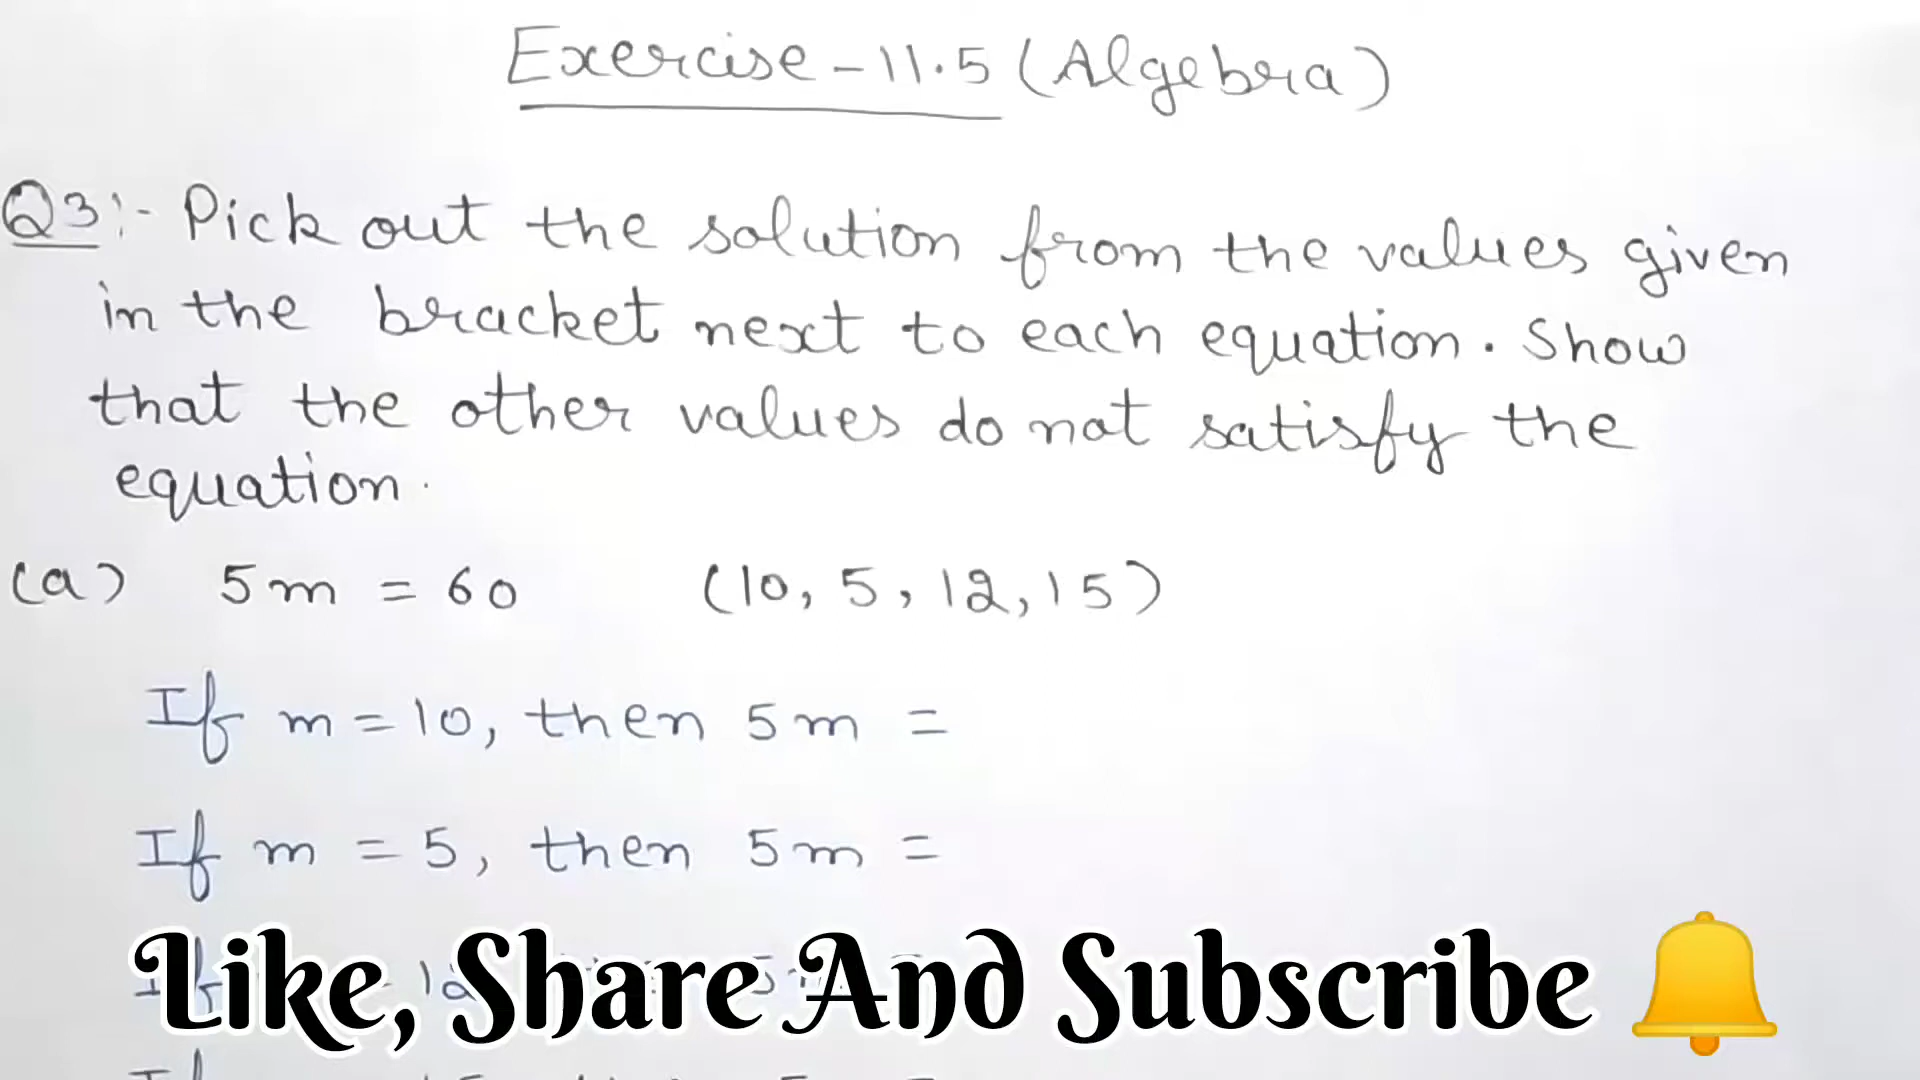 Exercise - 11.5 (Algebra)
Q3:- Pick out the solution from the values given
in the bracket next to each equation. Show
that the other values do not satisfy the
equation.
(a) 5m = 60 (10, 5, 12, 15)
If m = 10, then 5m =
If m = 5, then 5m =
Like, Share And Subscribe